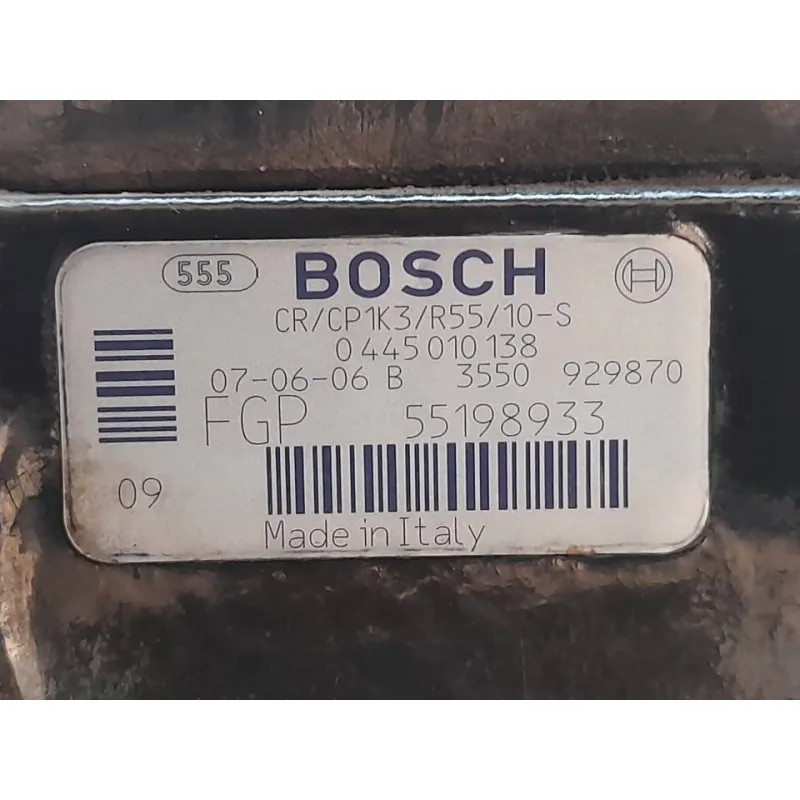 555 BOSCH
CR/CP1K3/R55/10-S
0 445 010 138
07-06-06 B 3550 929870
FGP 55198933
09
Made in Italy